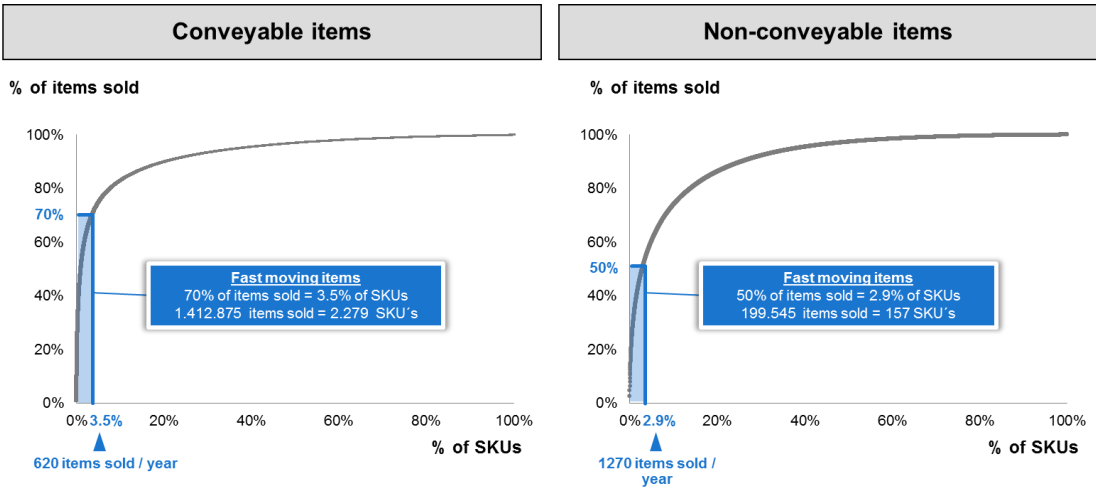 Conveyable items
% of items sold
100%
80%
70%
60%
40%
20%
0%
Fast moving items
70% of items sold = 3.5% of SKUs
1.412.875 items sold = 2.279 SKU´s
0% 3.5% 20% 40% 60% 80% 100%
% of SKUs
620 items sold / year
Non-conveyable items
% of items sold
100%
80%
60%
50%
40%
20%
0%
Fast moving items
50% of items sold = 2.9% of SKUs
199.545 items sold = 157 SKU´s
0% 2.9% 20% 40% 60% 80% 100%
% of SKUs
1270 items sold /
year